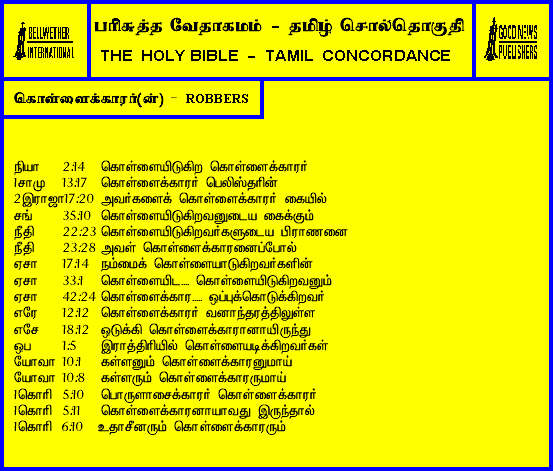 BELLWETHER INTERNATIONAL
பரிசுத்த வேதாகமம் - தமிழ் சொல்தொகுதி
THE HOLY BIBLE - TAMIL CONCORDANCE
GOOD NEWS PUBLISHERS
கொள்ளைக்காரர்(ன்) - ROBBERS
நியா 2:14 கொள்ளையிடுகிற கொள்ளைக்காரர்
1சாமு 13:17 கொள்ளைக்காரர் பெலிஸ்தரின்
2இராஜா17:20 அவர்களைக் கொள்ளைக்காரர் கையில்
சங் 35:10 கொள்ளையிடுகிறவனுடைய கைக்கும்
நீதி 22:23 கொள்ளையிடுகிறவர்களுடைய பிராணனை
நீதி 23:28 அவள் கொள்ளைக்காரனைப்போல்
ஏசா 17:14 நம்மைக் கொள்ளையாடுகிறவர்களின்
ஏசா 33:1 கொள்ளையிட.... கொள்ளையிடுகிறவனும்
ஏசா 42:24 கொள்ளைக்கார..... ஒப்புக்கொடுக்கிறவர்
எரே 12:12 கொள்ளைக்காரர் வனாந்தரத்திலுள்ள
எசே 18:12 ஒடுக்கி கொள்ளைக்காரானாயிருந்து
ஒப 1:5 இராத்திரியில் கொள்ளையடிக்கிறவர்கள்
யோவா 10:1 கள்ளனும் கொள்ளைக்காரனுமாய்
யோவா 10:8 கள்ளரும் கொள்ளைக்காரருமாய்
1கொரி 5:10 பொருளாசைக்காரர் கொள்ளைக்காரர்
1கொரி 5:11 கொள்ளைக்காரனாயாவது இருந்தால்
1கொரி 6:10 உதாசீனரும் கொள்ளைக்காரரும்